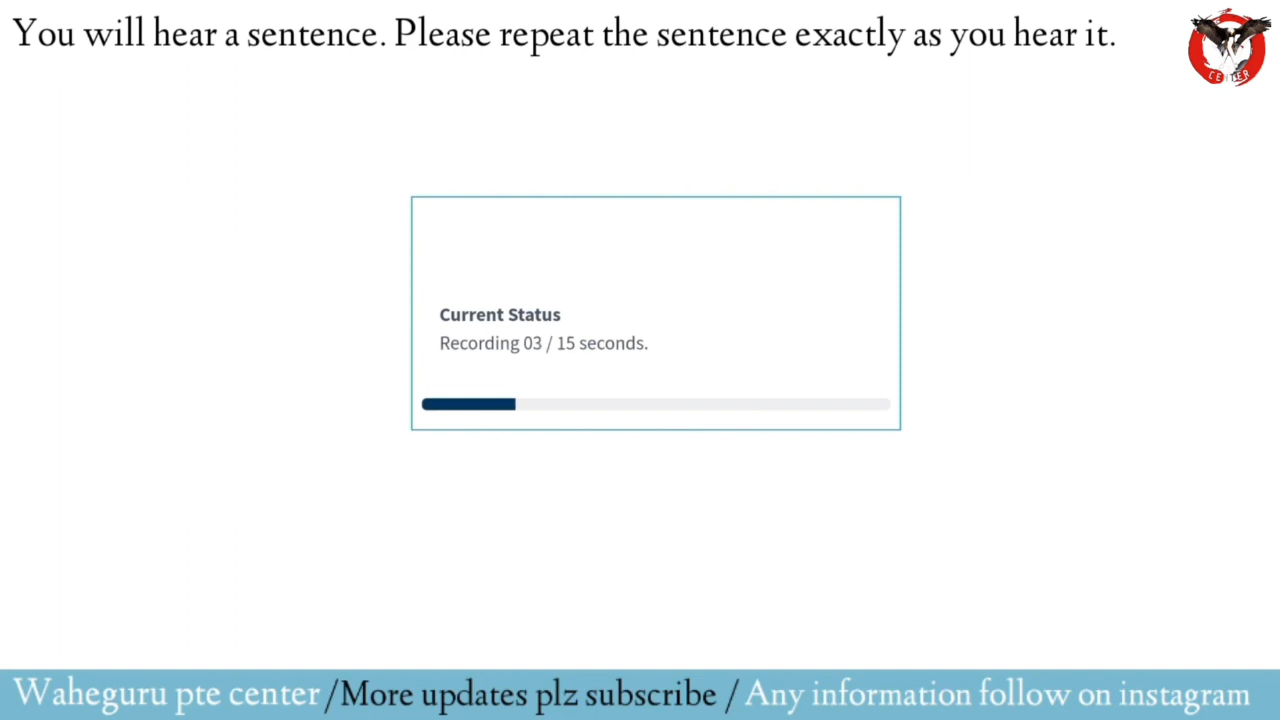 You will hear a sentence. Please repeat the sentence exactly as you hear it.
CENTER
Current Status
Recording 03 / 15 seconds.
Waheguru pte center /More updates plz subscribe / Any information follow on instagram